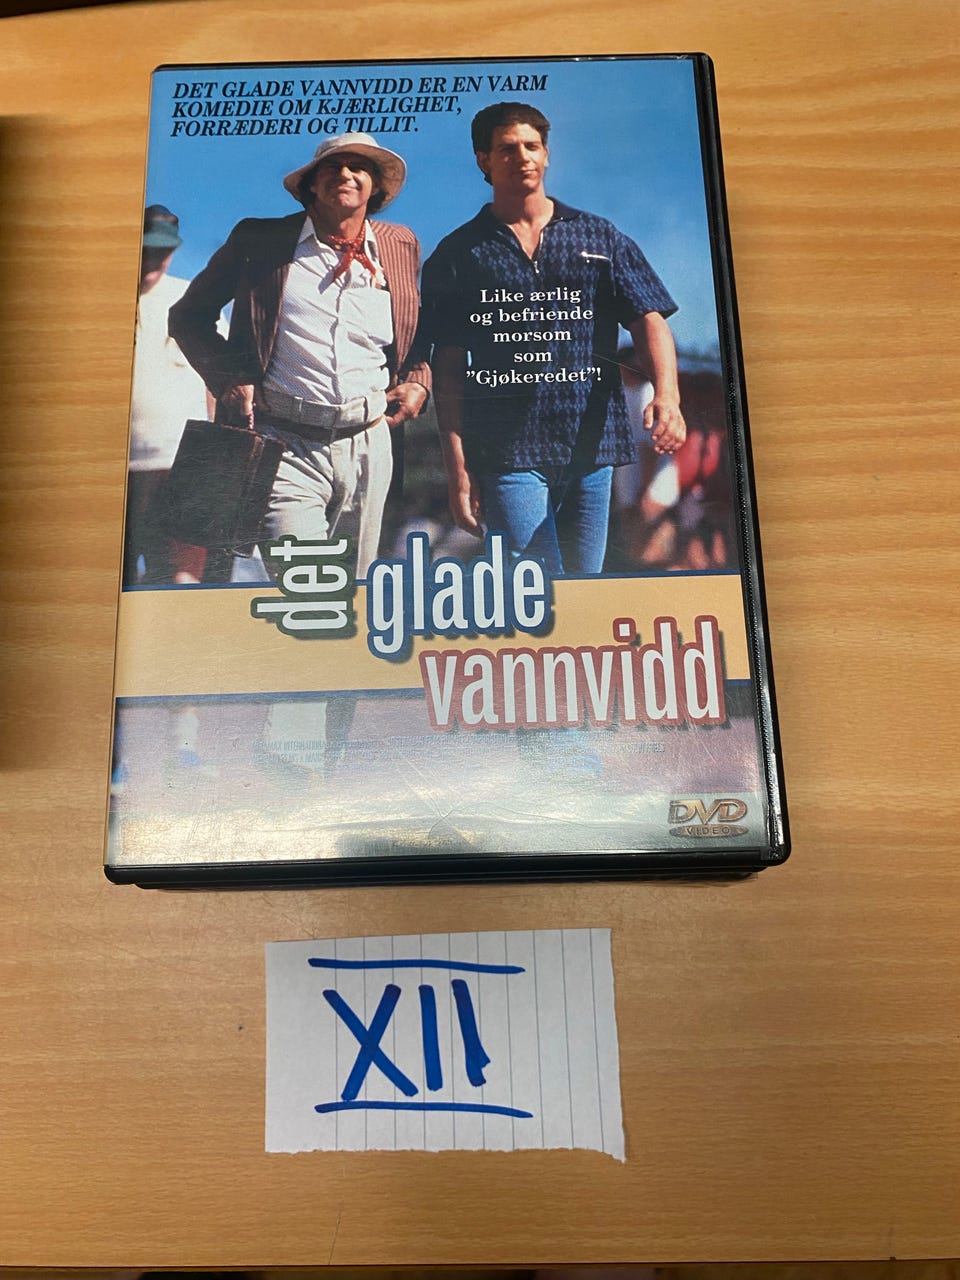 DET GLADE VANNVIDD ER EN VARM
KOMEDIE OM KJÆRLIGHET,
FORRÆDERI OG TILLIT.
Like ærlig
og befriende
morsom
som
"Gjøkeredet"!
det
glade
vannvidd
DVD
VIDEO
XII